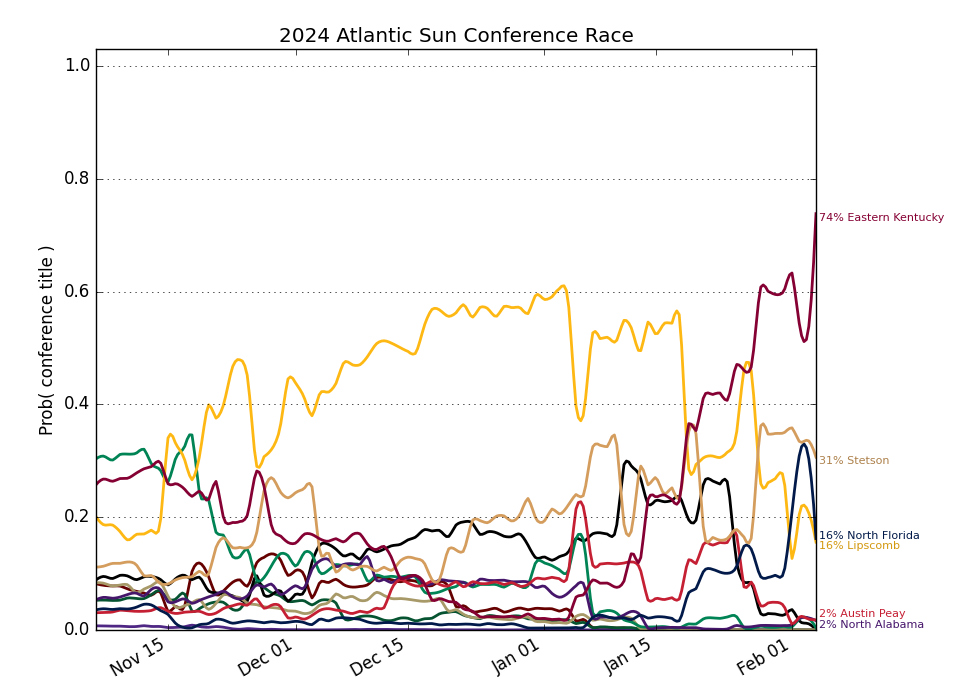 2024 Atlantic Sun Conference Race
Prob( conference title )
1.0
0.8
0.6
0.4
0.2
0.0
Nov 15
Dec 01
Dec 15
Jan 01
Jan 15
Feb 01
74% Eastern Kentucky
31% Stetson
16% North Florida
16% Lipscomb
2% Austin Peay
2% North Alabama